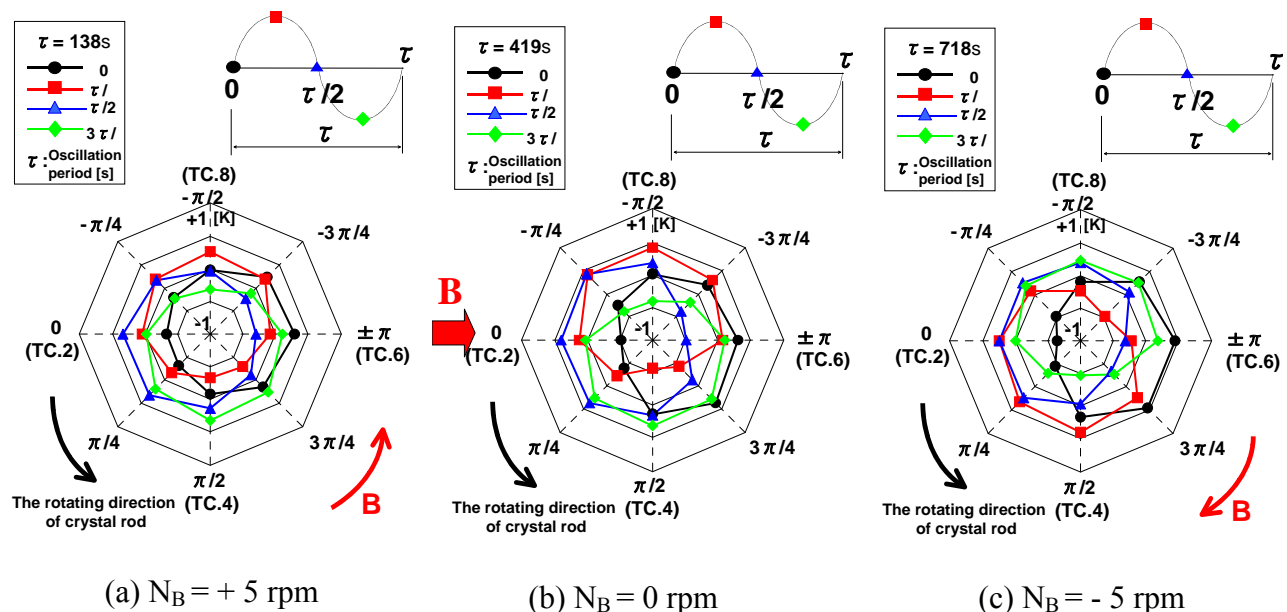 τ = 138s
0
τ /
τ /2
3 τ /
τ : Oscillation
period [s]
0
τ /2
τ
τ
(TC.8)
- π/2
+1 [K]
- π/4
-3 π/4
-1
0
(TC.2)
± π
(TC.6)
π/4
3 π/4
π/2
(TC.4)
The rotating direction
of crystal rod
B
(a) N_B = + 5 rpm
B
τ = 419s
0
τ /
τ /2
3 τ /
τ : Oscillation
period [s]
0
τ /2
τ
τ
(TC.8)
- π/2
+1 [K]
- π/4
-3 π/4
-1
0
(TC.2)
± π
(TC.6)
π/4
3 π/4
π/2
(TC.4)
The rotating direction
of crystal rod
(b) N_B = 0 rpm
τ = 718s
0
τ /
τ /2
3 τ /
τ : Oscillation
period [s]
0
τ /2
τ
τ
(TC.8)
- π/2
+1 [K]
- π/4
-3 π/4
-1
0
(TC.2)
± π
(TC.6)
π/4
3 π/4
π/2
(TC.4)
The rotating direction
of crystal rod
B
(c) N_B = - 5 rpm